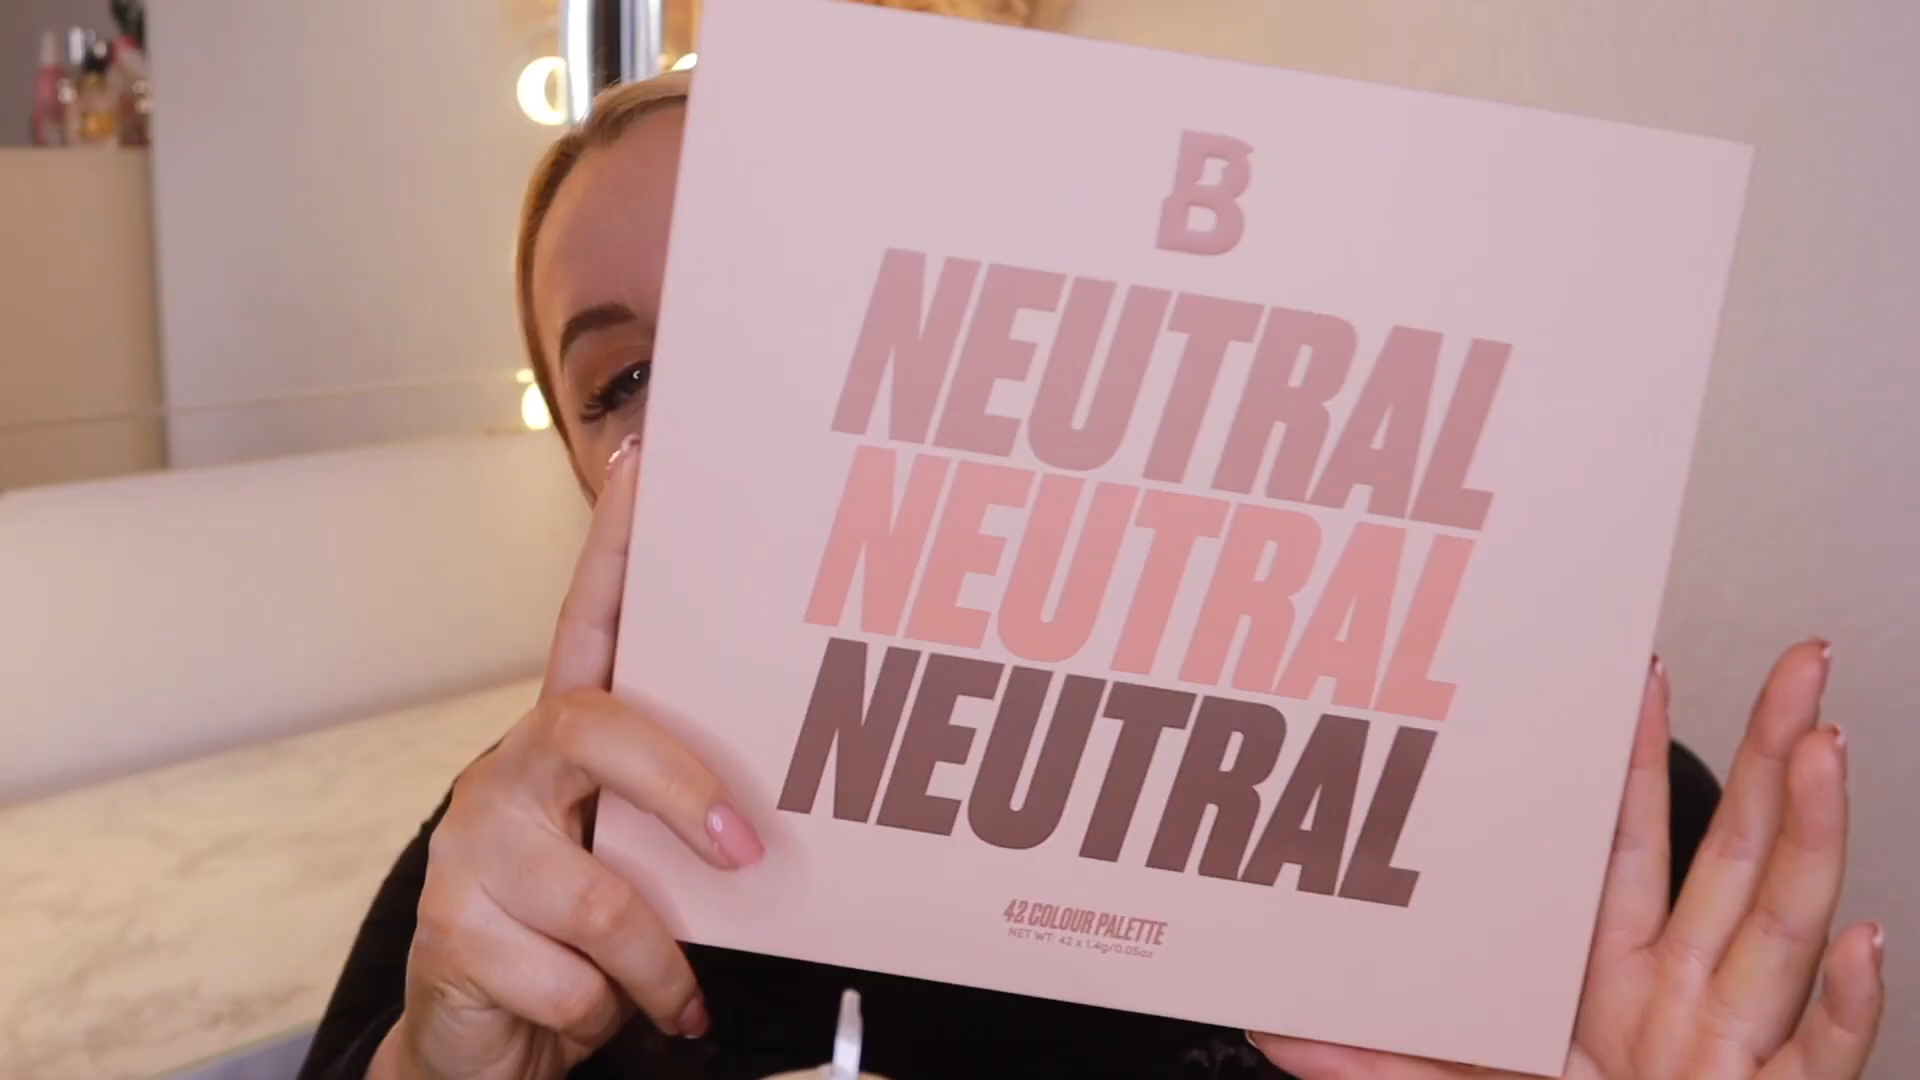 B
NEUTRAL
NEUTRAL
NEUTRAL
42 COLOUR PALETTE
NET WT: 42 x 1.4g/0.05oz